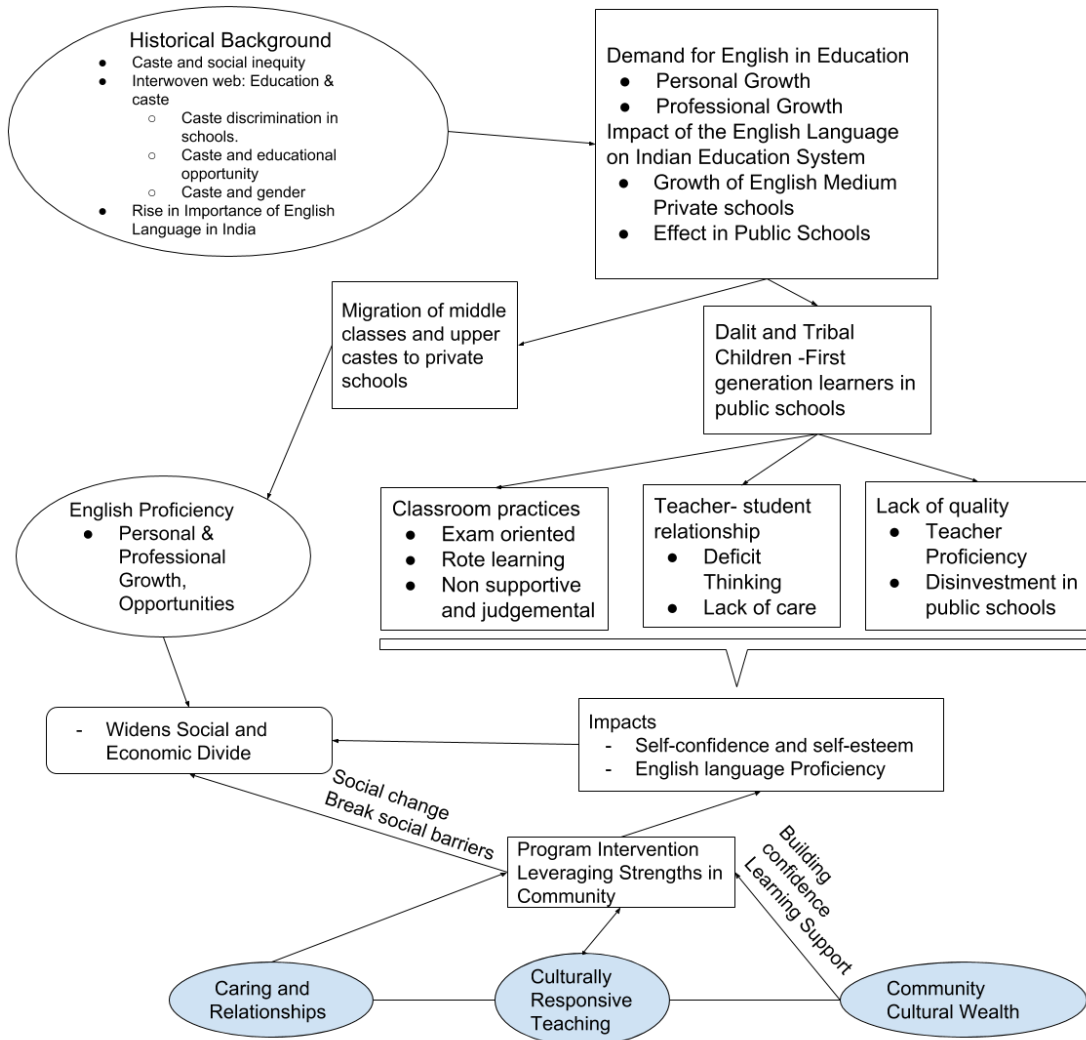 Historical Background
● Caste and social inequity
● Interwoven web: Education &
caste
○ Caste discrimination in
schools.
○ Caste and educational
opportunity
○ Caste and gender
● Rise in Importance of English
Language in India
Demand for English in Education
● Personal Growth
● Professional Growth
Impact of the English Language
on Indian Education System
● Growth of English Medium
Private schools
● Effect in Public Schools
Migration of middle
classes and upper
castes to private
schools
Dalit and Tribal
Children -First
generation learners in
public schools
English Proficiency
● Personal &
Professional
Growth,
Opportunities
Classroom practices
● Exam oriented
● Rote learning
● Non supportive
and judgemental
Teacher- student
relationship
● Deficit
Thinking
● Lack of care
Lack of quality
● Teacher
Proficiency
● Disinvestment in
public schools
- Widens Social and
Economic Divide
Impacts
- Self-confidence and self-esteem
- English language Proficiency
Social change
Break social barriers
Program Intervention
Leveraging Strengths in
Community
Building
confidence
Learning Support
Caring and
Relationships
Culturally
Responsive
Teaching
Community
Cultural Wealth